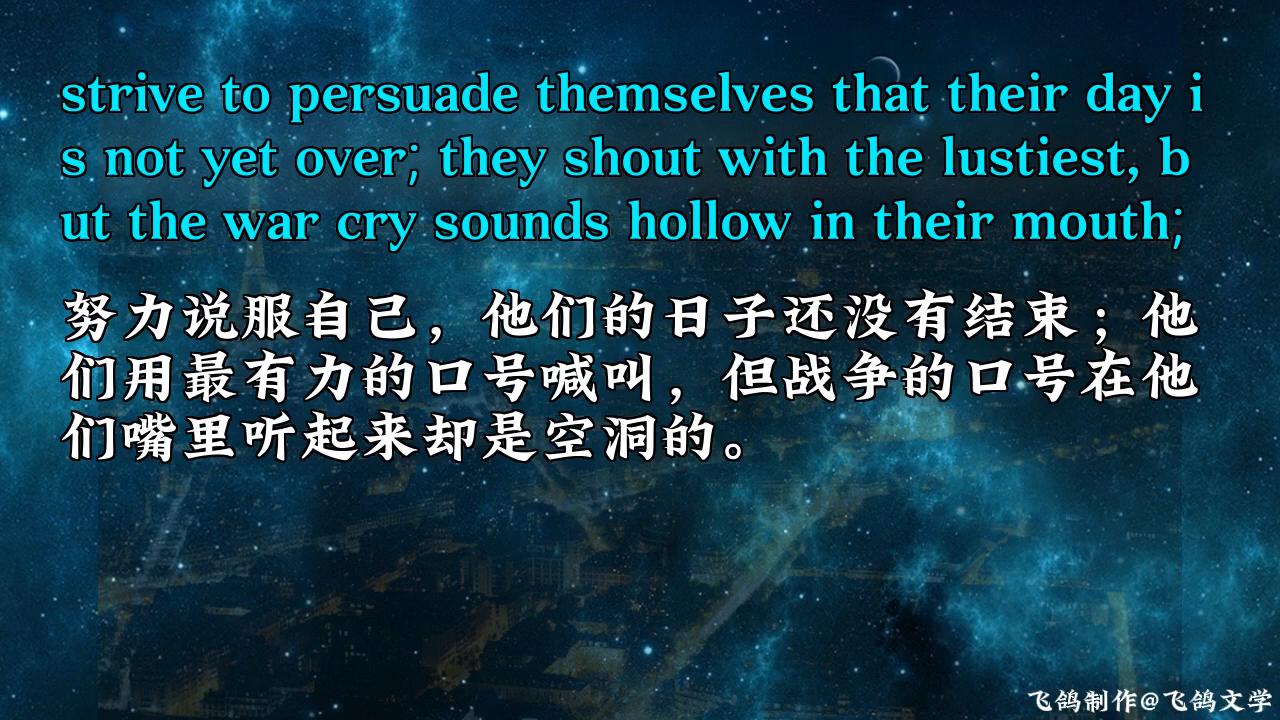 strive to persuade themselves that their day i
s not yet over; they shout with the lustiest, b
ut the war cry sounds hollow in their mouth;
努力说服自己，他们的日子还没有结束；他
们用最有力的口号喊叫，但战争的口号在他
们嘴里听起来却是空洞的。
飞鸽制作@飞鸽文学